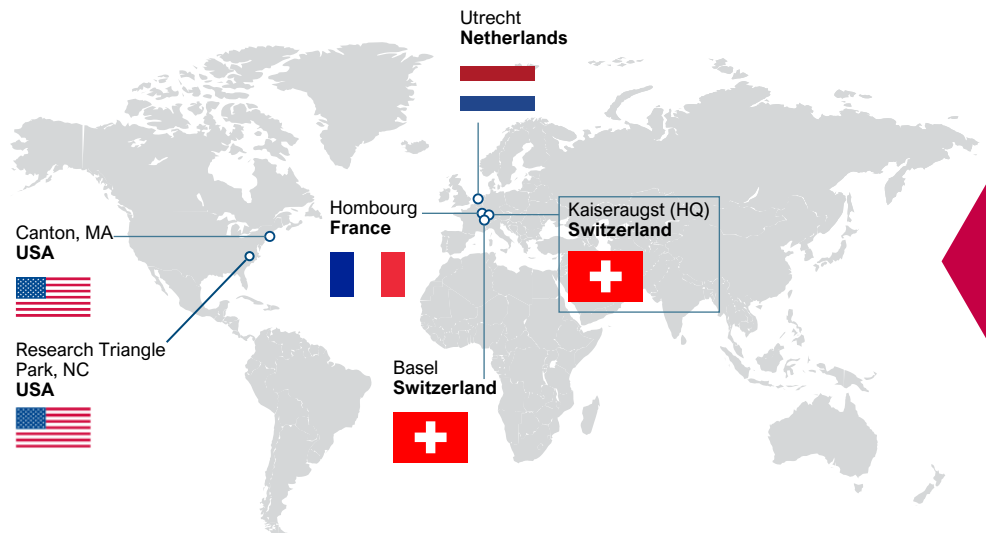 Utrecht
Netherlands
Hombourg
France
Kaiseraugst (HQ)
Switzerland
Canton, MA
USA
Research Triangle
Park, NC
USA
Basel
Switzerland